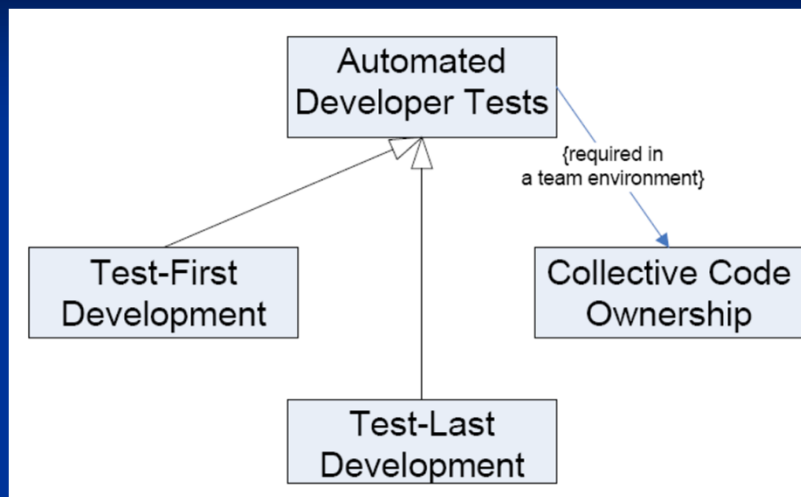 Automated
Developer Tests
{required in
a team environment}
Test-First
Development
Collective Code
Ownership
Test-Last
Development